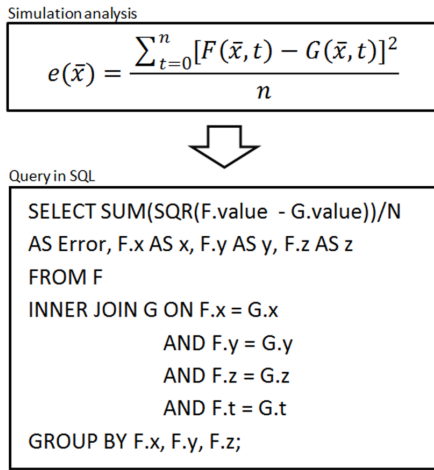 Simulation analysis
e(x̄) = ∑ⁿₜ₌₀[F(x̄, t) − G(x̄, t)]² / n
Query in SQL
SELECT SUM(SQR(F.value - G.value))/N
AS Error, F.x AS x, F.y AS y, F.z AS z
FROM F
INNER JOIN G ON F.x = G.x
AND F.y = G.y
AND F.z = G.z
AND F.t = G.t
GROUP BY F.x, F.y, F.z;